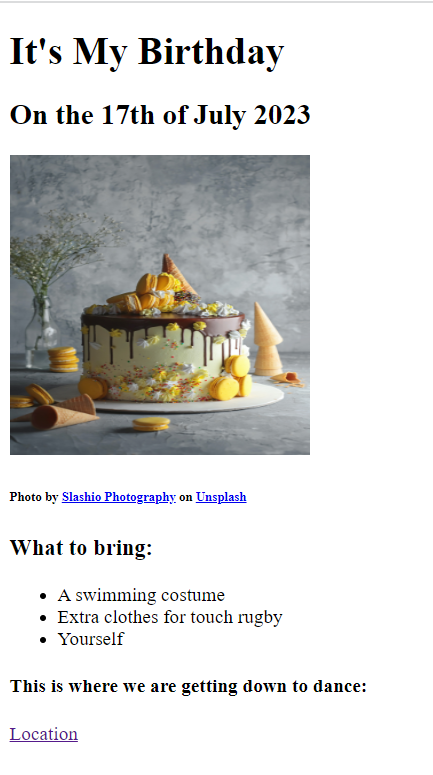 It's My Birthday
On the 17th of July 2023
Photo by Slashio Photography on Unsplash
What to bring:
A swimming costume
Extra clothes for touch rugby
Yourself
This is where we are getting down to dance:
Location